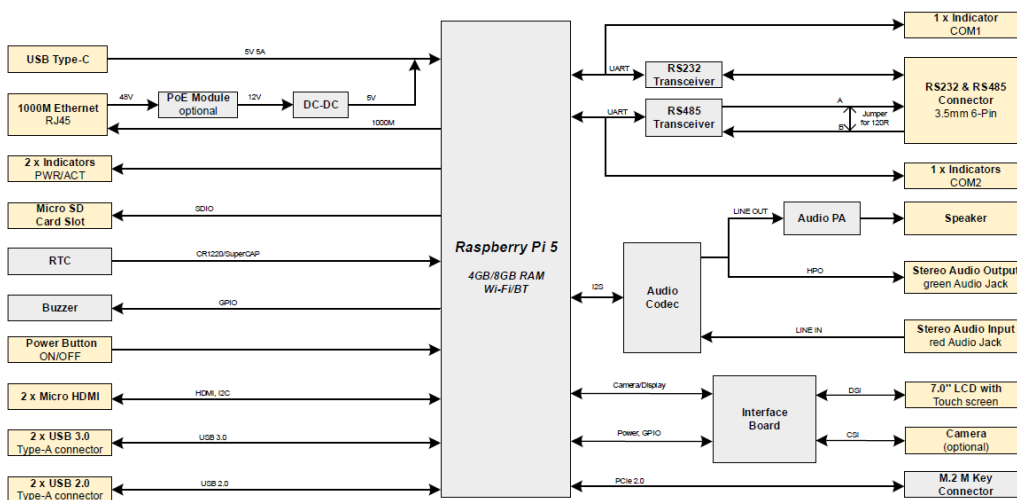 USB Type-C
5V 5A
1000M Ethernet
RJ45
48V
PoE Module
optional
12V
DC-DC
5V
1000M
2 x Indicators
PWR/ACT
Micro SD
Card Slot
SDIO
RTC
CR1220/SuperCAP
Buzzer
GPIO
Power Button
ON/OFF
2 x Micro HDMI
HDMI, I2C
2 x USB 3.0
Type-A connector
USB 3.0
2 x USB 2.0
Type-A connector
USB 2.0
Raspberry Pi 5
4GB/8GB RAM
Wi-Fi/BT
1 x Indicator
COM1
UART
RS232
Transceiver
RS232 & RS485
Connector
3.5mm 6-Pin
UART
RS485
Transceiver
A
B
Jumper
for 120R
1 x Indicators
COM2
LINE OUT
Audio PA
Speaker
I2S
Audio
Codec
HPO
Stereo Audio Output
green Audio Jack
LINE IN
Stereo Audio Input
red Audio Jack
Camera/Display
Power, GPIO
Interface
Board
DSI
7.0" LCD with
Touch screen
CSI
Camera
(optional)
PCIe 2.0
M.2 M Key
Connector